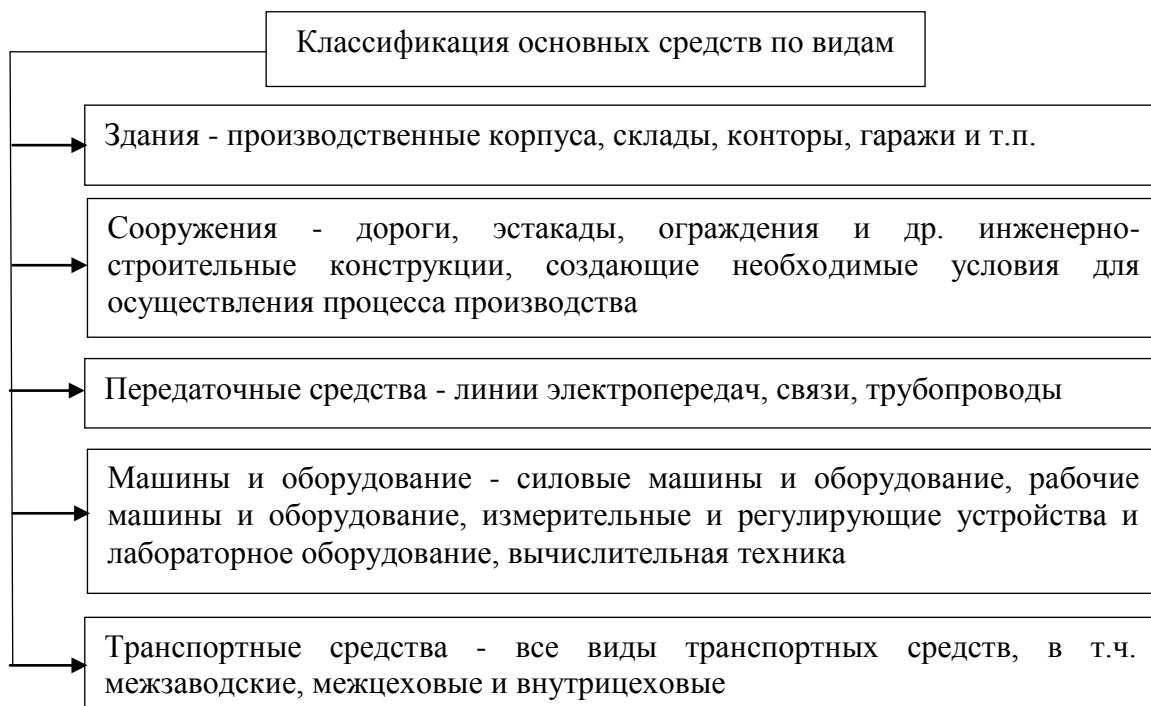 Классификация основных средств по видам
Здания - производственные корпуса, склады, конторы, гаражи и т.п.
Сооружения - дороги, эстакады, ограждения и др. инженерно-
строительные конструкции, создающие необходимые условия для
осуществления процесса производства
Передаточные средства - линии электропередач, связи, трубопроводы
Машины и оборудование - силовые машины и оборудование, рабочие
машины и оборудование, измерительные и регулирующие устройства и
лабораторное оборудование, вычислительная техника
Транспортные средства - все виды транспортных средств, в т.ч.
межзаводские, межцеховые и внутрицеховые